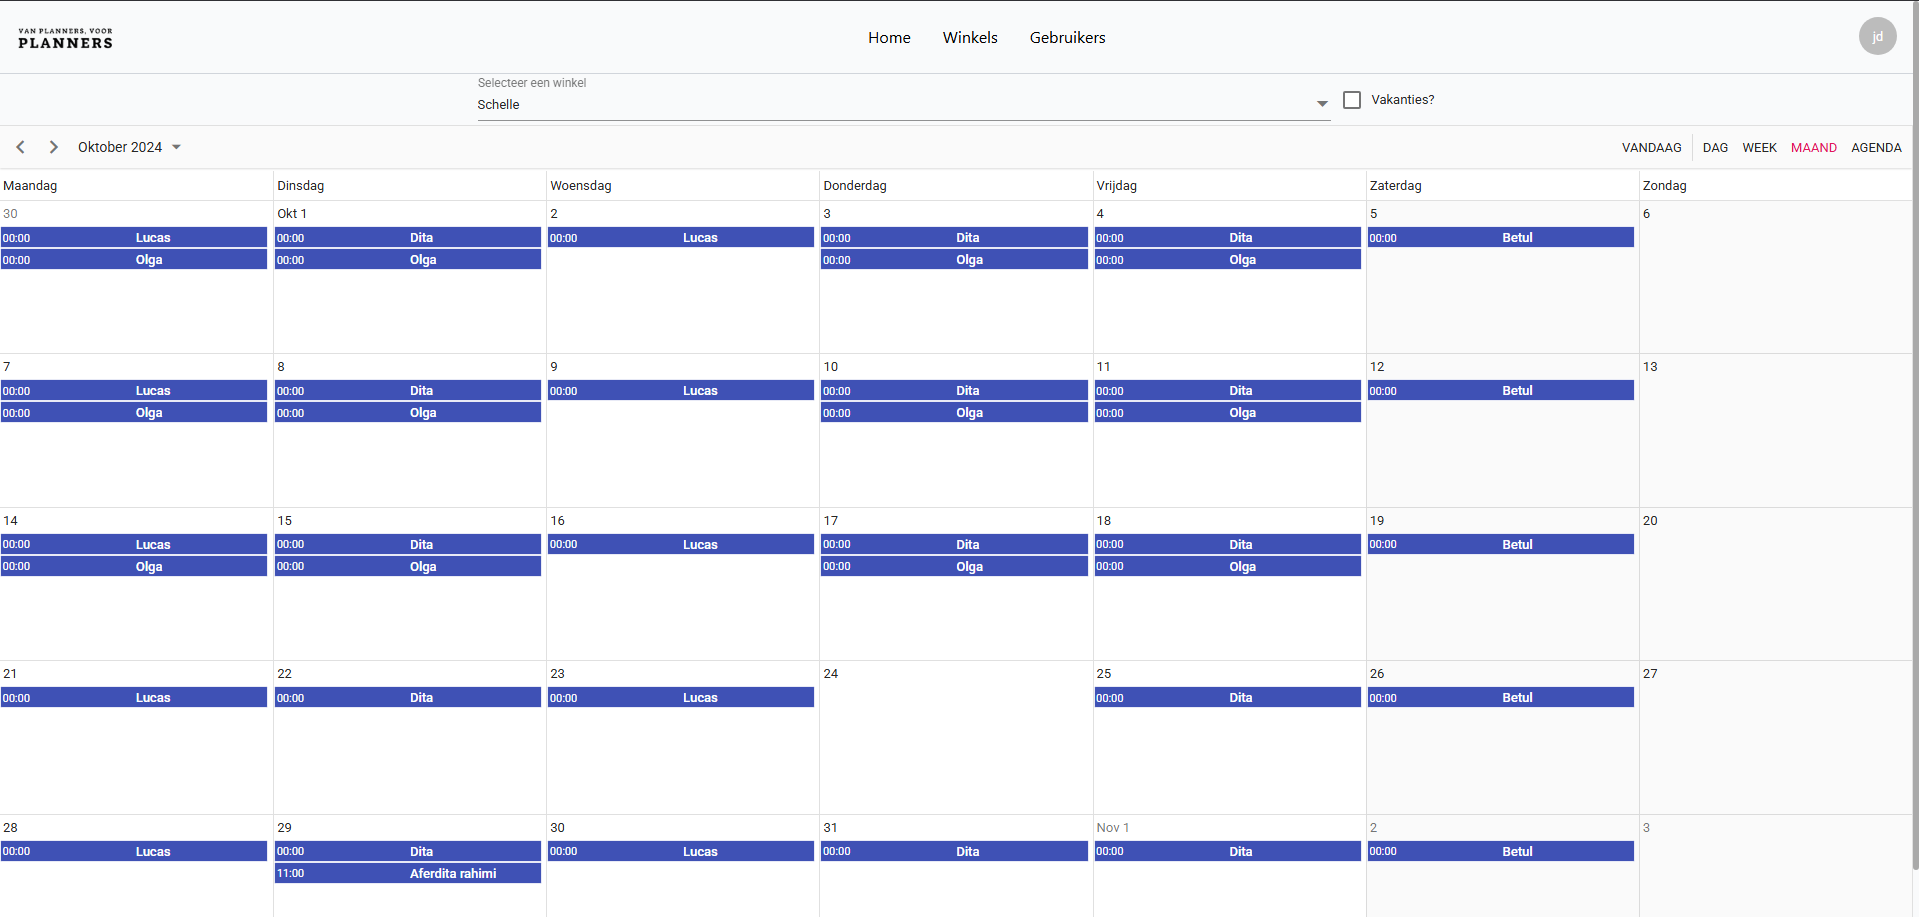 VAN PLANNERS, VOOR
PLANNERS
Home Winkels Gebruikers
jd
Selecteer een winkel
Schelle
Vakanties?
Oktober 2024
VANDAAG DAG WEEK MAAND AGENDA
Maandag Dinsdag Woensdag Donderdag Vrijdag Zaterdag Zondag
30 Okt 1 2 3 4 5 6
00:00 Lucas 00:00 Dita 00:00 Lucas 00:00 Dita 00:00 Dita 00:00 Betul
00:00 Olga 00:00 Olga 00:00 Olga 00:00 Olga
7 8 9 10 11 12 13
00:00 Lucas 00:00 Dita 00:00 Lucas 00:00 Dita 00:00 Dita 00:00 Betul
00:00 Olga 00:00 Olga 00:00 Olga 00:00 Olga
14 15 16 17 18 19 20
00:00 Lucas 00:00 Dita 00:00 Lucas 00:00 Dita 00:00 Dita 00:00 Betul
00:00 Olga 00:00 Olga 00:00 Olga 00:00 Olga
21 22 23 24 25 26 27
00:00 Lucas 00:00 Dita 00:00 Lucas 00:00 Dita 00:00 Betul
28 29 30 31 Nov 1 2 3
00:00 Lucas 00:00 Dita 00:00 Lucas 00:00 Dita 00:00 Dita 00:00 Betul
11:00 Aferdita rahimi